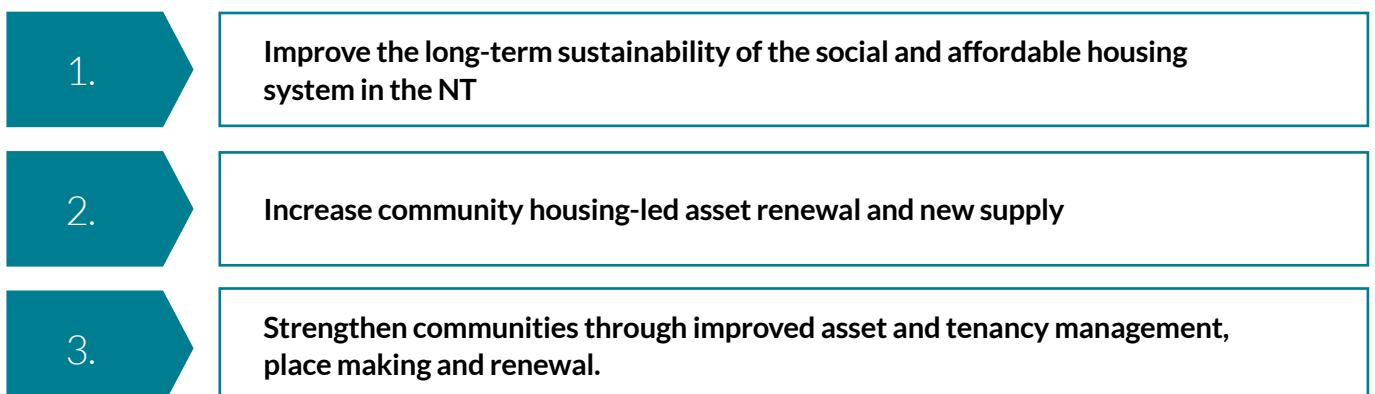 1.
Improve the long-term sustainability of the social and affordable housing
system in the NT
2.
Increase community housing-led asset renewal and new supply
3.
Strengthen communities through improved asset and tenancy management,
place making and renewal.